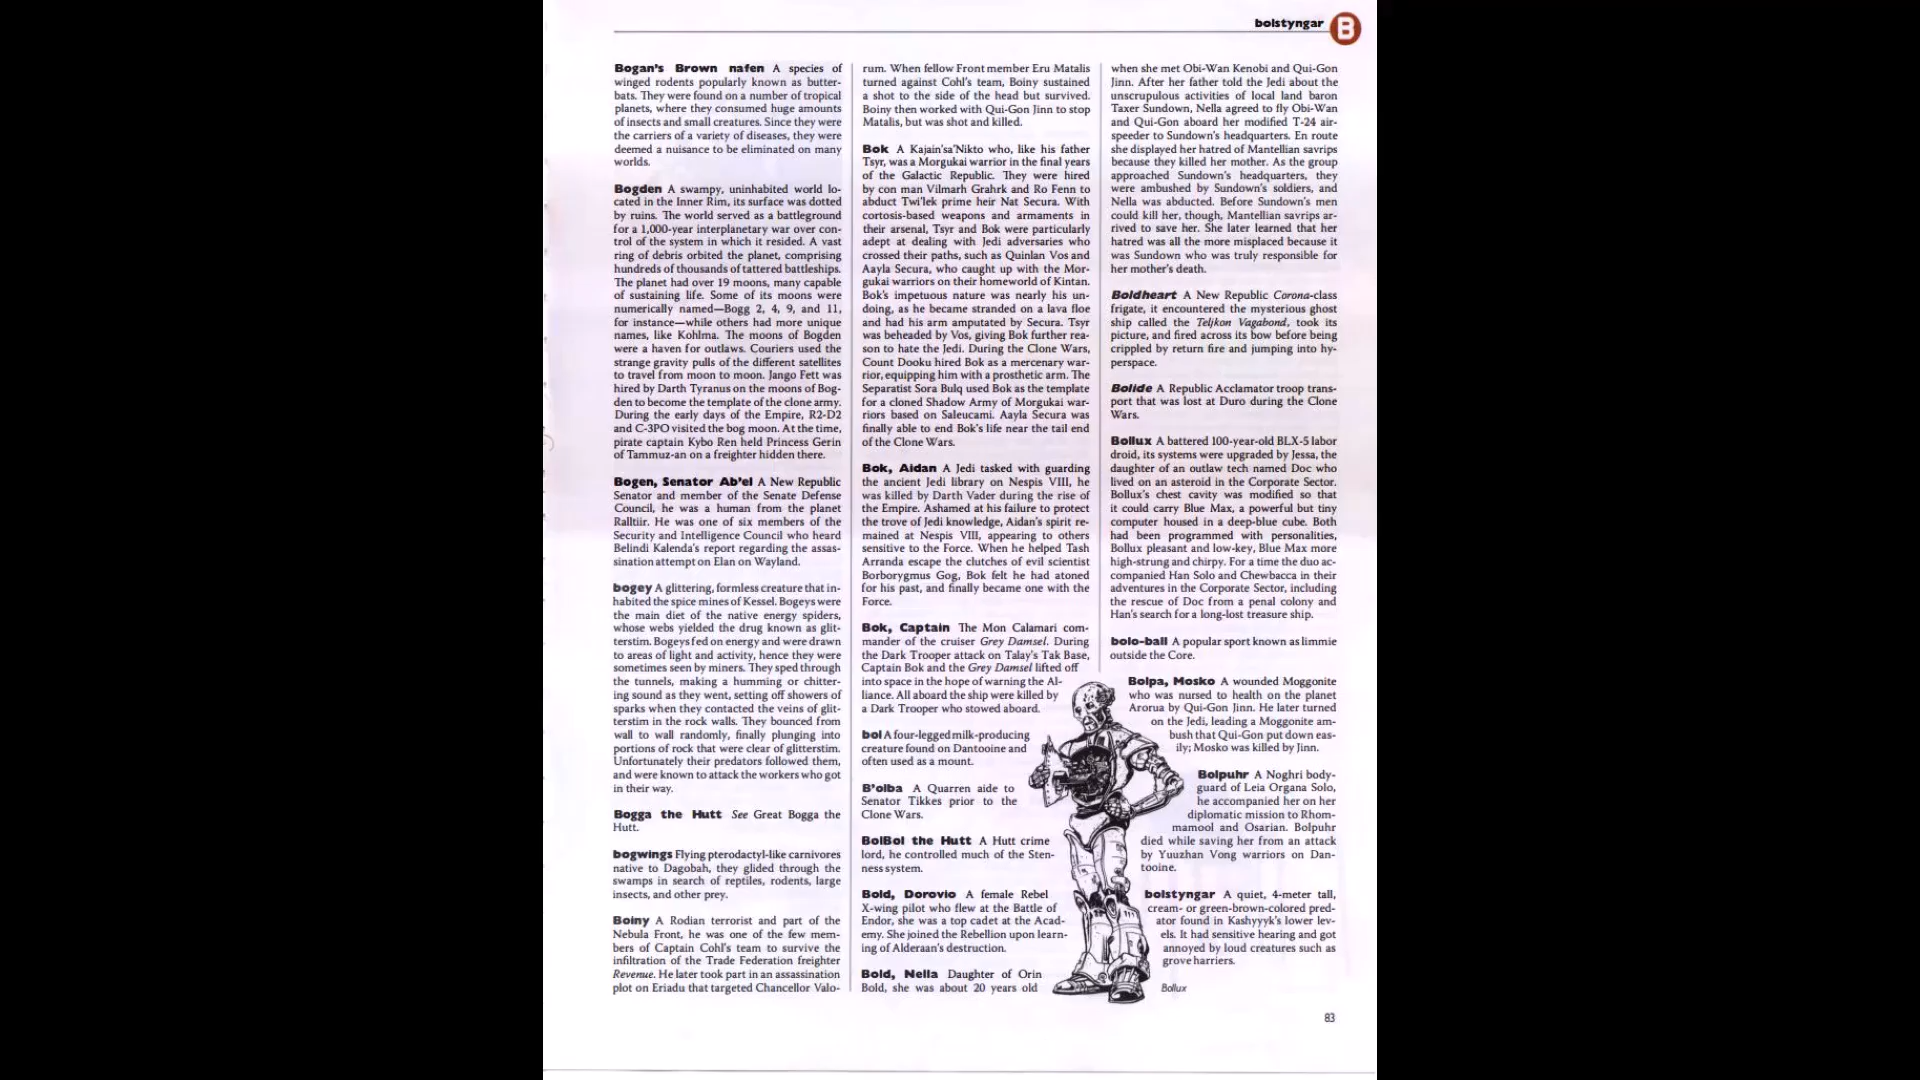 bolstyngar B
Bogan's Brown nafen A species of
winged rodents popularly known as butter-
bats. They were found on a number of tropical
planets, where they consumed huge amounts
of insects and small creatures. Since they were
the carriers of a variety of diseases, they were
deemed a nuisance to be eliminated on many
worlds.
Bogden A swampy, uninhabited world lo-
cated in the Inner Rim, its surface was dotted
by ruins. The world served as a battleground
for a 1,000-year interplanetary war over con-
trol of the system in which it resided. A vast
ring of debris orbited the planet, comprising
hundreds of thousands of tattered battleships.
The planet had over 19 moons, many capable
of sustaining life. Some of its moons were
numerically named—Bogg 2, 4, 9, and 11,
for instance—while others had more unique
names, like Kohlma. The moons of Bogden
were a haven for outlaws. Couriers used the
strange gravity pulls of the different satellites
to travel from moon to moon. Jango Fett was
hired by Darth Tyranus on the moons of Bog-
den to become the template of the clone army.
During the early days of the Empire, R2-D2
and C-3PO visited the bog moon. At the time,
pirate captain Kybo Ren held Princess Gerin
of Tammuz-an on a freighter hidden there.
Bogen, Senator Ab'el A New Republic
Senator and member of the Senate Defense
Council, he was a human from the planet
Ralltiir. He was one of six members of the
Security and Intelligence Council who heard
Belindi Kalenda's report regarding the assas-
sination attempt on Elan on Wayland.
bogey A glittering, formless creature that in-
habited the spice mines of Kessel. Bogeys were
the main diet of the native energy spiders,
whose webs yielded the drug known as glit-
terstim. Bogeys fed on energy and were drawn
to areas of light and activity, hence they were
sometimes seen by miners. They sped through
the tunnels, making a humming or chitter-
ing sound as they went, setting off showers of
sparks when they contacted the veins of glit-
terstim in the rock walls. They bounced from
wall to wall randomly, finally plunging into
portions of rock that were clear of glitterstim.
Unfortunately their predators followed them,
and were known to attack the workers who got
in their way.
Bogga the Hutt See Great Bogga the
Hutt.
bogwings Flying pterodactyl-like carnivores
native to Dagobah, they glided through the
swamps in search of reptiles, rodents, large
insects, and other prey.
Boiny A Rodian terrorist and part of the
Nebula Front, he was one of the few mem-
bers of Captain Cohl's team to survive the
infiltration of the Trade Federation freighter
Revenue. He later took part in an assassination
plot on Eriadu that targeted Chancellor Valo-
rum. When fellow Front member Eru Matalis
turned against Cohl's team, Boiny sustained
a shot to the side of the head but survived.
Boiny then worked with Qui-Gon Jinn to stop
Matalis, but was shot and killed.
Bok A Kajain'sa'Nikto who, like his father
Tsyr, was a Morgukai warrior in the final years
of the Galactic Republic. They were hired
by con man Vilmarh Grahrk and Ro Fenn to
abduct Twi'lek prime heir Nat Secura. With
cortosis-based weapons and armaments in
their arsenal, Tsyr and Bok were particularly
adept at dealing with Jedi adversaries who
crossed their paths, such as Quinlan Vos and
Aayla Secura, who caught up with the Mor-
gukai warriors on their homeworld of Kintan.
Bok's impetuous nature was nearly his un-
doing, as he became stranded on a lava floe
and had his arm amputated by Secura. Tsyr
was beheaded by Vos, giving Bok further rea-
son to hate the Jedi. During the Clone Wars,
Count Dooku hired Bok as a mercenary war-
rior, equipping him with a prosthetic arm. The
Separatist Sora Bulq used Bok as the template
for a cloned Shadow Army of Morgukai war-
riors based on Saleucami. Aayla Secura was
finally able to end Bok's life near the tail end
of the Clone Wars.
Bok, Aidan A Jedi tasked with guarding
the ancient Jedi library on Nespis VIII, he
was killed by Darth Vader during the rise of
the Empire. Ashamed at his failure to protect
the trove of Jedi knowledge, Aidan's spirit re-
mained at Nespis VIII, appearing to others
sensitive to the Force. When he helped Tash
Arranda escape the clutches of evil scientist
Borborygmus Gog, Bok felt he had atoned
for his past, and finally became one with the
Force.
Bok, Captain The Mon Calamari com-
mander of the cruiser Grey Damsel. During
the Dark Trooper attack on Talay's Tak Base,
Captain Bok and the Grey Damsel lifted off
into space in the hope of warning the Al-
liance. All aboard the ship were killed by
a Dark Trooper who stowed aboard.
bol A four-legged milk-producing
creature found on Dantooine and
often used as a mount.
B'olba A Quarren aide to
Senator Tikkes prior to the
Clone Wars.
BolBol the Hutt A Hutt crime
lord, he controlled much of the Sten-
ness system.
Bold, Dorovio A female Rebel
X-wing pilot who flew at the Battle of
Endor, she was a top cadet at the Acad-
emy. She joined the Rebellion upon learn-
ing of Alderaan's destruction.
Bold, Nella Daughter of Orin
Bold, she was about 20 years old
when she met Obi-Wan Kenobi and Qui-Gon
Jinn. After her father told the Jedi about the
unscrupulous activities of local land baron
Taxer Sundown, Nella agreed to fly Obi-Wan
and Qui-Gon aboard her modified T-24 air-
speeder to Sundown's headquarters. En route
she displayed her hatred of Mantellian savrips
because they killed her mother. As the group
approached Sundown's headquarters, they
were ambushed by Sundown's soldiers, and
Nella was abducted. Before Sundown's men
could kill her, though, Mantellian savrips ar-
rived to save her. She later learned that her
hatred was all the more misplaced because it
was Sundown who was truly responsible for
her mother's death.
Boldheart A New Republic Corona-class
frigate, it encountered the mysterious ghost
ship called the Teljkon Vagabond, took its
picture, and fired across its bow before being
crippled by return fire and jumping into hy-
perspace.
Bolide A Republic Acclamator troop trans-
port that was lost at Duro during the Clone
Wars.
Bollux A battered 100-year-old BLX-5 labor
droid, its systems were upgraded by Jessa, the
daughter of an outlaw tech named Doc who
lived on an asteroid in the Corporate Sector.
Bollux's chest cavity was modified so that
it could carry Blue Max, a powerful but tiny
computer housed in a deep-blue cube. Both
had been programmed with personalities,
Bollux pleasant and low-key, Blue Max more
high-strung and chirpy. For a time the duo ac-
companied Han Solo and Chewbacca in their
adventures in the Corporate Sector, including
the rescue of Doc from a penal colony and
Han's search for a long-lost treasure ship.
bolo-ball A popular sport known as limmie
outside the Core.
Bolpa, Mosko A wounded Moggonite
who was nursed to health on the planet
Arorua by Qui-Gon Jinn. He later turned
on the Jedi, leading a Moggonite am-
bush that Qui-Gon put down eas-
ily; Mosko was killed by Jinn.
Bolpuhr A Noghri body-
guard of Leia Organa Solo,
he accompanied her on her
diplomatic mission to Rhom-
mamool and Osarian. Bolpuhr
died while saving her from an attack
by Yuuzhan Vong warriors on Dan-
tooine.
bolstyngar A quiet, 4-meter tall,
cream- or green-brown-colored pred-
ator found in Kashyyyk's lower lev-
els. It had sensitive hearing and got
annoyed by loud creatures such as
grove harriers.
Bollux
83